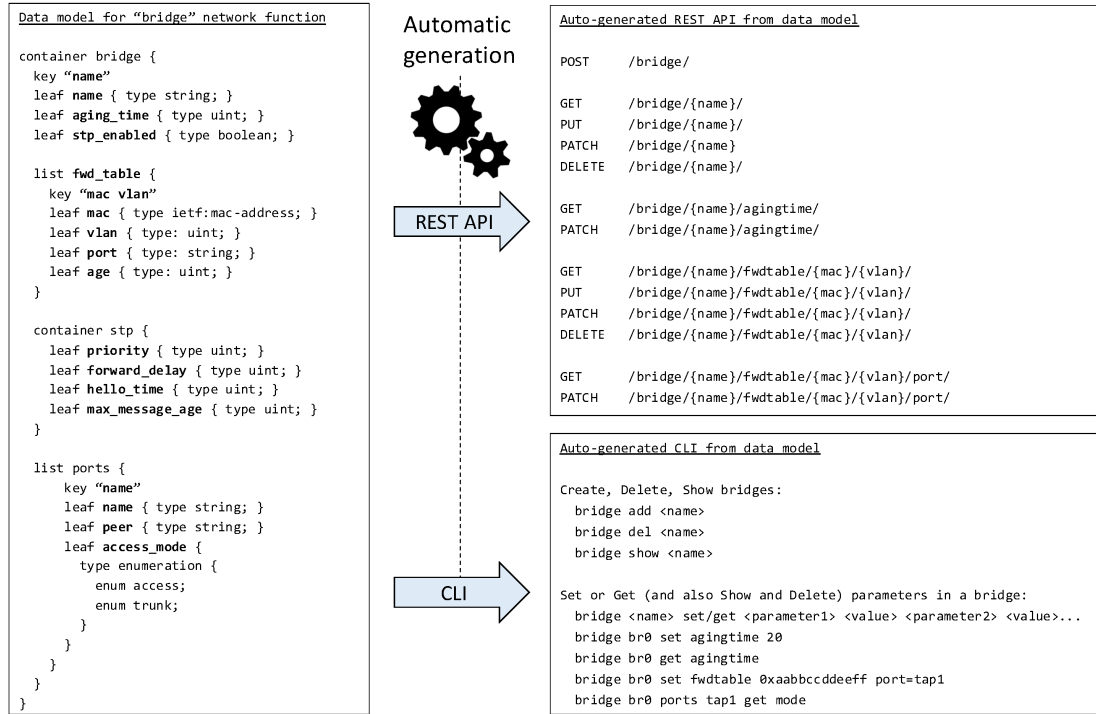 Data model for “bridge” network function
container bridge {
key “name”
leaf name { type string; }
leaf aging_time { type uint; }
leaf stp_enabled { type boolean; }
list fwd_table {
key “mac vlan”
leaf mac { type ietf:mac-address; }
leaf vlan { type: uint; }
leaf port { type: string; }
leaf age { type: uint; }
}
container stp {
leaf priority { type uint; }
leaf forward_delay { type uint; }
leaf hello_time { type uint; }
leaf max_message_age { type uint; }
}
list ports {
key “name”
leaf name { type string; }
leaf peer { type string; }
leaf access_mode {
type enumeration {
enum access;
enum trunk;
}
}
}
}
}
Automatic
generation
REST API
CLI
Auto-generated REST API from data model
POST /bridge/
GET /bridge/{name}/
PUT /bridge/{name}/
PATCH /bridge/{name}
DELETE /bridge/{name}/
GET /bridge/{name}/agingtime/
PATCH /bridge/{name}/agingtime/
GET /bridge/{name}/fwdtable/{mac}/{vlan}/
PUT /bridge/{name}/fwdtable/{mac}/{vlan}/
PATCH /bridge/{name}/fwdtable/{mac}/{vlan}/
DELETE /bridge/{name}/fwdtable/{mac}/{vlan}/
GET /bridge/{name}/fwdtable/{mac}/{vlan}/port/
PATCH /bridge/{name}/fwdtable/{mac}/{vlan}/port/
Auto-generated CLI from data model
Create, Delete, Show bridges:
bridge add <name>
bridge del <name>
bridge show <name>
Set or Get (and also Show and Delete) parameters in a bridge:
bridge <name> set/get <parameter1> <value> <parameter2> <value>...
bridge br0 set agingtime 20
bridge br0 get agingtime
bridge br0 set fwdtable 0xaabbccddeeff port=tap1
bridge br0 ports tap1 get mode